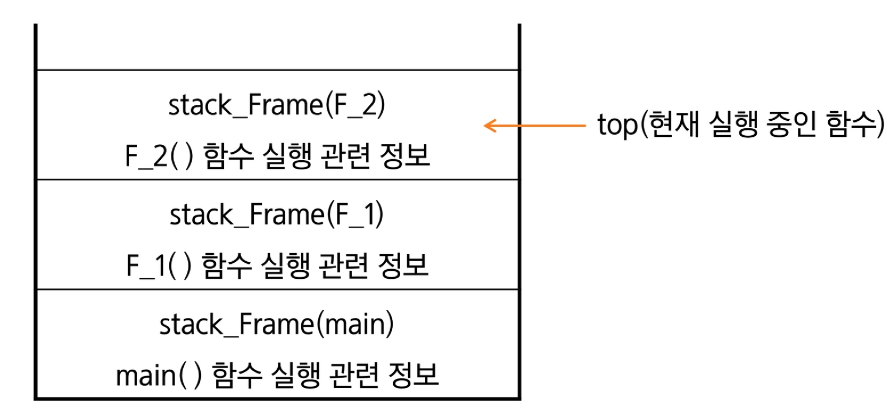 stack_Frame(F_2)
F_2( ) 함수 실행 관련 정보
top(현재 실행 중인 함수)
stack_Frame(F_1)
F_1( ) 함수 실행 관련 정보
stack_Frame(main)
main( ) 함수 실행 관련 정보